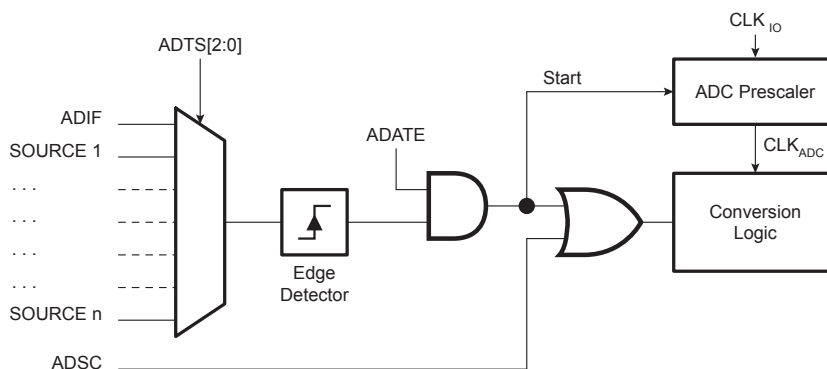 CLK IO
ADTS[2:0]
Start
ADC Prescaler
ADIF
ADATE
SOURCE 1
CLK ADC
. . .
. . .
Conversion
Logic
. . .
Edge
Detector
. . .
SOURCE n
ADSC